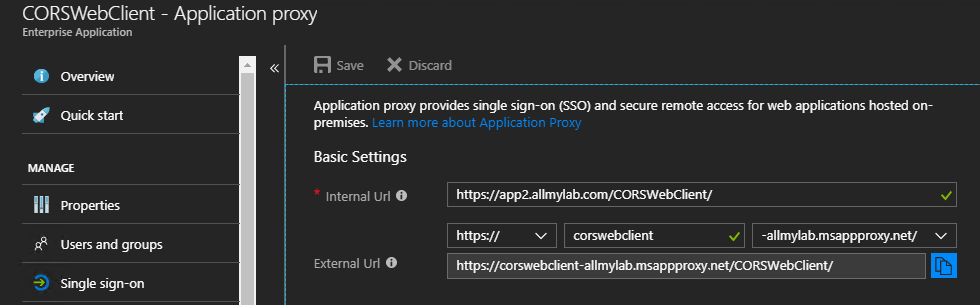 CORSWebClient - Application proxy
Enterprise Application
Overview
Quick start
MANAGE
Properties
Users and groups
Single sign-on
«
Save
Discard
Application proxy provides single sign-on (SSO) and secure remote access for web applications hosted on-
premises. Learn more about Application Proxy
Basic Settings
* Internal Url
https://app2.allmylab.com/CORSWebClient/
https://
corswebclient
-allmylab.msappproxy.net/
External Url
https://corswebclient-allmylab.msappproxy.net/CORSWebClient/